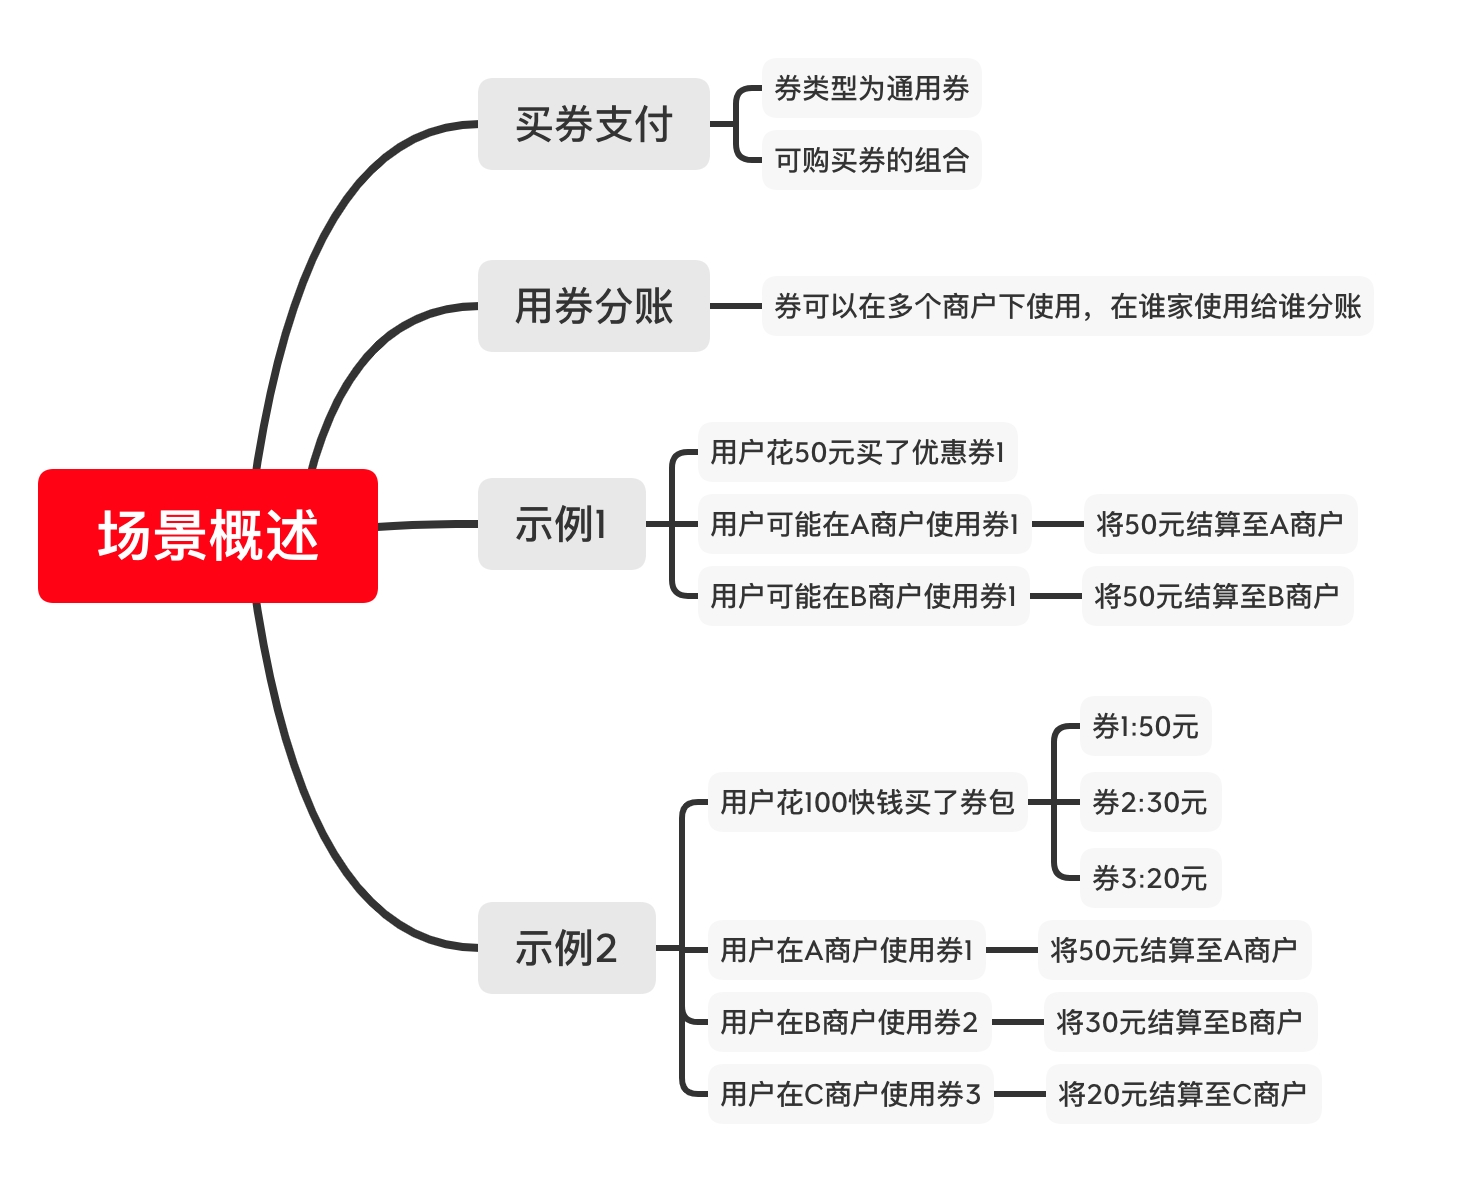 场景概述
买券支付
券类型为通用券
可购买券的组合
用券分账
券可以在多个商户下使用，在谁家使用给谁分账
示例1
用户花50元买了优惠券1
用户可能在A商户使用券1
将50元结算至A商户
用户可能在B商户使用券1
将50元结算至B商户
示例2
用户花100快钱买了券包
券1:50元
券2:30元
券3:20元
用户在A商户使用券1
将50元结算至A商户
用户在B商户使用券2
将30元结算至B商户
用户在C商户使用券3
将20元结算至C商户